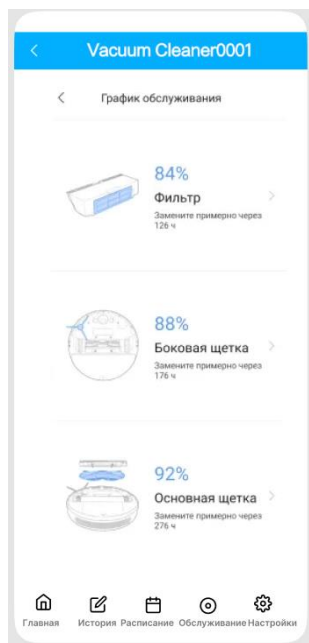 Vacuum Cleaner0001
График обслуживания
84%
Фильтр
Замените примерно через
126 ч
88%
Боковая щетка
Замените примерно через
176 ч
92%
Основная щетка
Замените примерно через
276 ч
Главная История Расписание Обслуживание Настройки